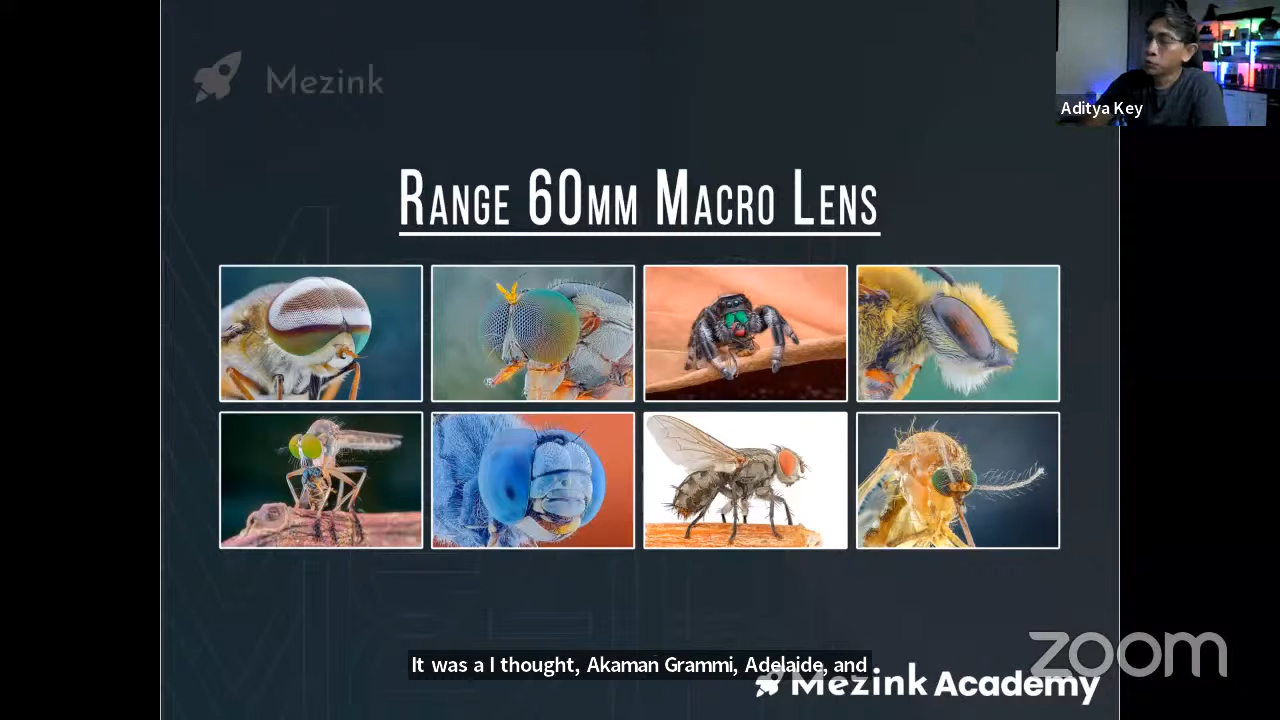 Mezink
Aditya Key
RANGE 60MM MACRO LENS
It was a I thought, Akaman Grammi, Adelaide, and
zoom
Mezink Academy